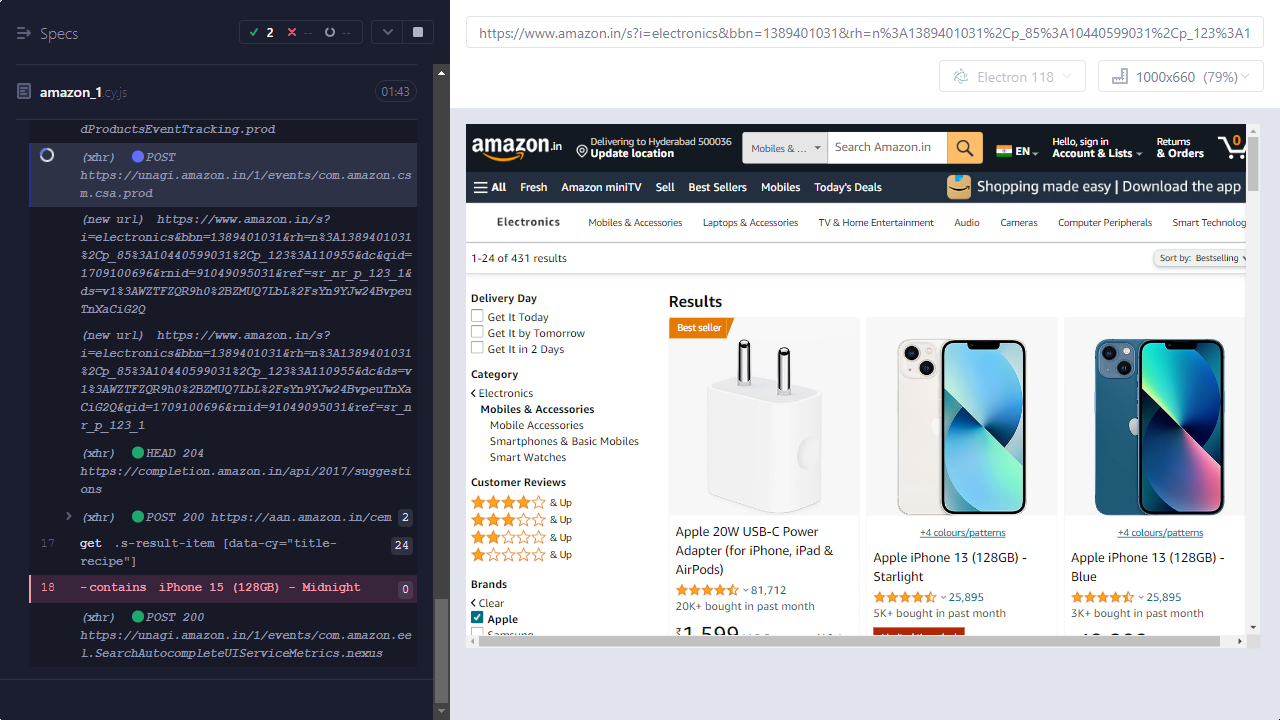 Specs
2
--
--
amazon_1.cy.js
01:43
dProductsEventTracking.prod
(xhr) POST
https://unagi.amazon.in/1/events/com.amazon.cs
m.csa.prod
(new url) https://www.amazon.in/s?
i=electronics&bbn=1389401031&rh=n%3A1389401031
%2Cp_85%3A10440599031%2Cp_123%3A110955&dc&qid=
1709100696&rnid=91049095031&ref=sr_nr_p_123_1&
ds=v1%3AWZTFZQR9h0%2BZMUQ7LbL%2FsYn9YJw24Bvpeu
TnXaCiG2Q
(new url) https://www.amazon.in/s?
i=electronics&bbn=1389401031&rh=n%3A1389401031
%2Cp_85%3A10440599031%2Cp_123%3A110955&dc&ds=v
1%3AWZTFZQR9h0%2BZMUQ7LbL%2FsYn9YJw24BvpeuTnXa
CiG2Q&qid=1709100696&rnid=91049095031&ref=sr_n
r_p_123_1
(xhr) HEAD 204
https://completion.amazon.in/api/2017/suggesti
ons
(xhr) POST 200 https://aan.amazon.in/cem 2
17 get .s-result-item [data-cy="title-
recipe"] 24
18 -contains iPhone 15 (128GB) - Midnight 0
(xhr) POST 200
https://unagi.amazon.in/1/events/com.amazon.ee
l.SearchAutocompleteUIServiceMetrics.nexus
https://www.amazon.in/s?i=electronics&bbn=1389401031&rh=n%3A1389401031%2Cp_85%3A10440599031%2Cp_123%3A1
Electron 118
1000x660 (79%)
amazon.in
Delivering to Hyderabad 500036
Update location
Mobiles & ...
Search Amazon.in
EN
Hello, sign in
Account & Lists
Returns
& Orders
0
All Fresh Amazon miniTV Sell Best Sellers Mobiles Today's Deals
Shopping made easy | Download the app
Electronics Mobiles & Accessories Laptops & Accessories TV & Home Entertainment Audio Cameras Computer Peripherals Smart Technolog
1-24 of 431 results
Sort by: Bestselling
Delivery Day
Get It Today
Get It by Tomorrow
Get It in 2 Days
Category
Electronics
Mobiles & Accessories
Mobile Accessories
Smartphones & Basic Mobiles
Smart Watches
Customer Reviews
& Up
& Up
& Up
& Up
Brands
Clear
Apple
Samsung
Results
Best seller
Apple 20W USB-C Power
Adapter (for iPhone, iPad &
AirPods)
81,712
20K+ bought in past month
₹1,599
+4 colours/patterns
Apple iPhone 13 (128GB) -
Starlight
25,895
5K+ bought in past month
+4 colours/patterns
Apple iPhone 13 (128GB) -
Blue
25,895
3K+ bought in past month